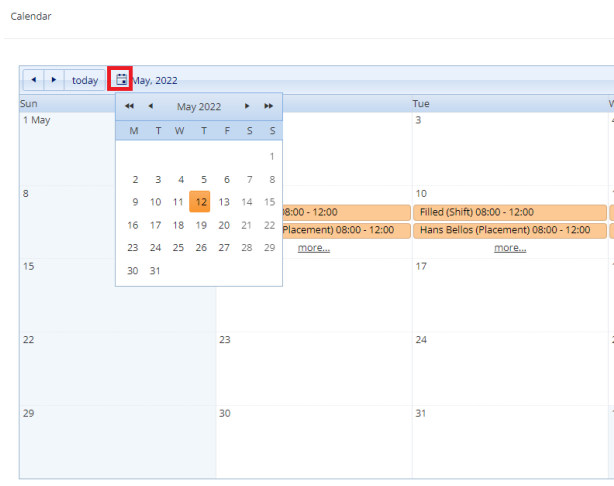 Calendar
today May, 2022
Sun Tue
May 2022
M T W T F S S
1
2 3 4 5 6 7 8
9 10 11 12 13 14 15
16 17 18 19 20 21 22
23 24 25 26 27 28 29
30 31
1 May 3
8 10
08:00 - 12:00 Filled (Shift) 08:00 - 12:00
Placement) 08:00 - 12:00 Hans Bellos (Placement) 08:00 - 12:00
more... more...
15 17
22 23 24
29 30 31